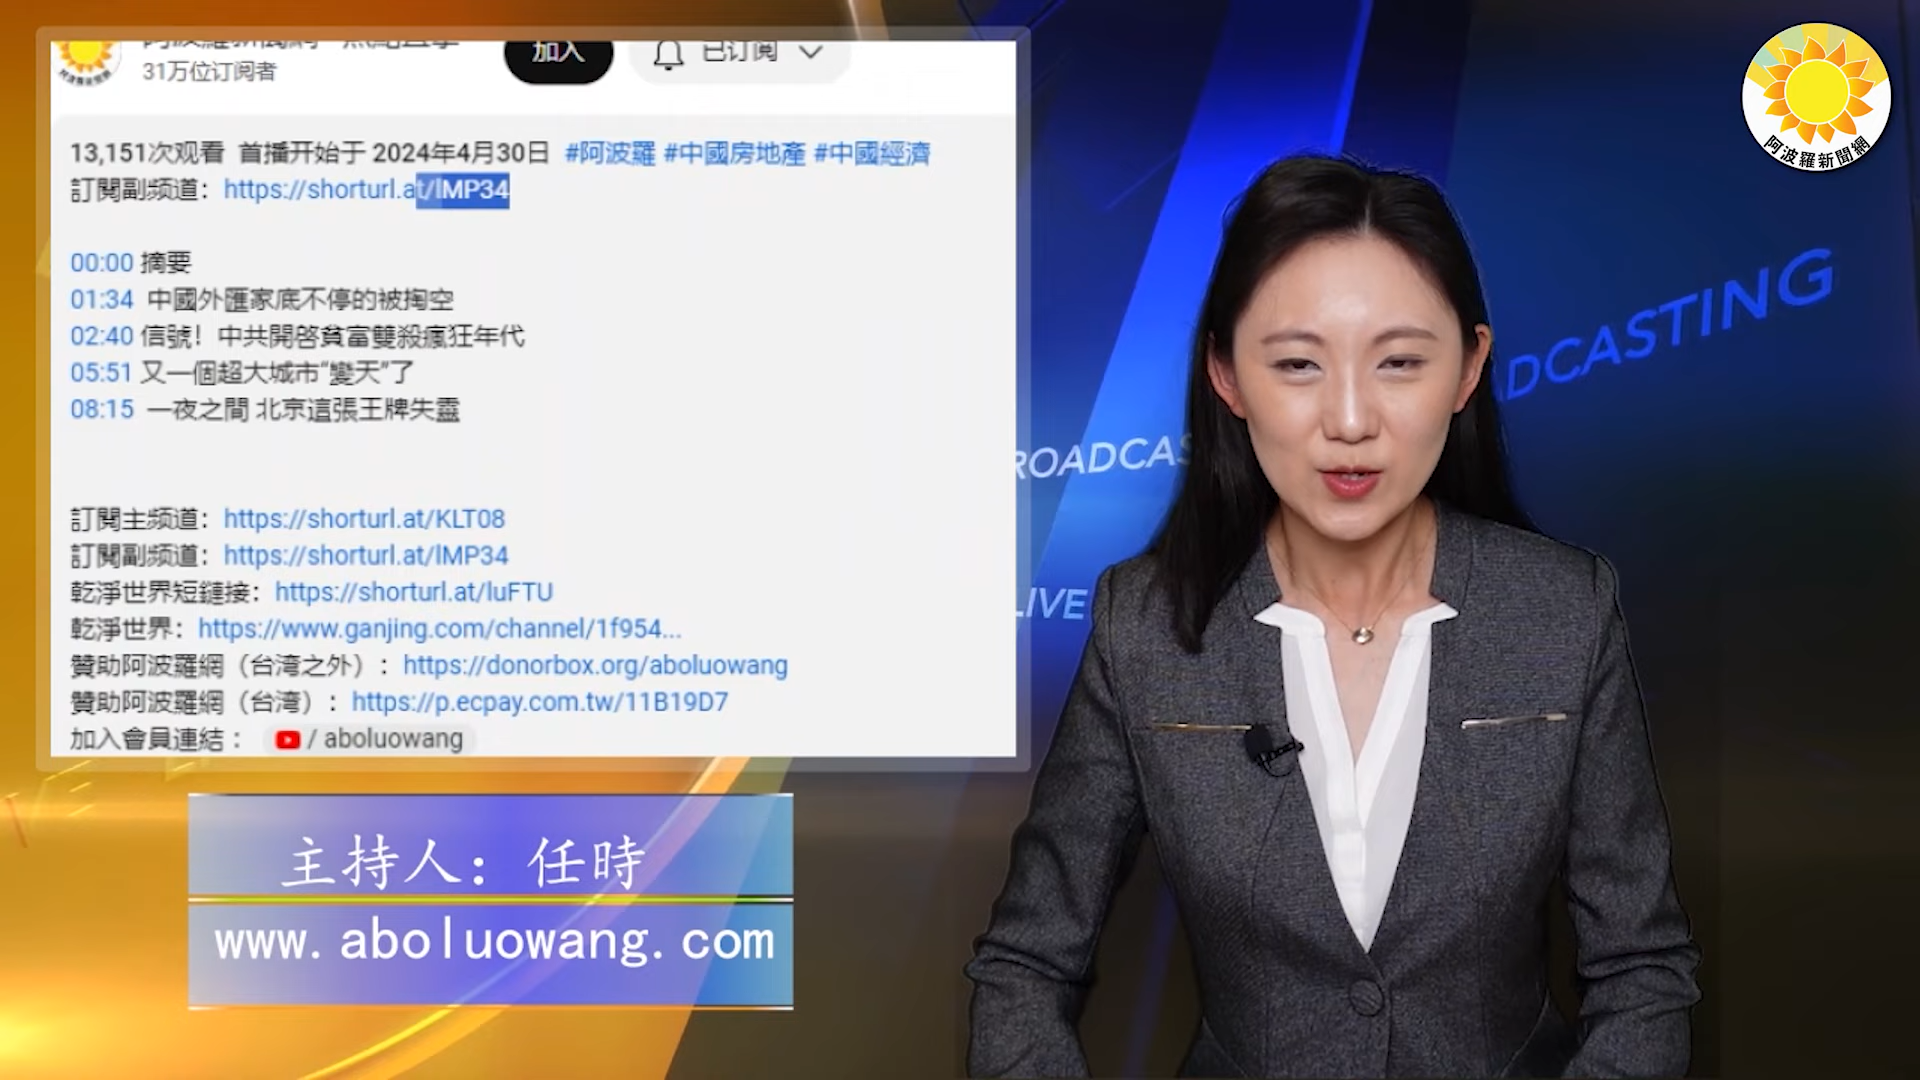 阿波羅新聞網
31万位订阅者
加入
已订阅
13,151次观看 首播开始于 2024年4月30日 #阿波羅 #中國房地產 #中國經濟
訂閱副频道：https://shorturl.at/lMP34
00:00 摘要
01:34 中國外匯家底不停的被掏空
02:40 信號！中共開啓貧富雙殺瘋狂年代
05:51 又一個超大城市“變天”了
08:15 一夜之間 北京這張王牌失靈
訂閱主频道：https://shorturl.at/KLT08
訂閱副频道：https://shorturl.at/lMP34
乾淨世界短鏈接：https://shorturl.at/luFTU
乾淨世界：https://www.ganjing.com/channel/1f954...
贊助阿波羅網（台湾之外）：https://donorbox.org/aboluowang
贊助阿波羅網（台湾）：https://p.ecpay.com.tw/11B19D7
加入會員連結： / aboluowang
主持人：任時
www.aboluowang.com
ADCASTING
ROADCAS
LIVE
阿波羅新聞網